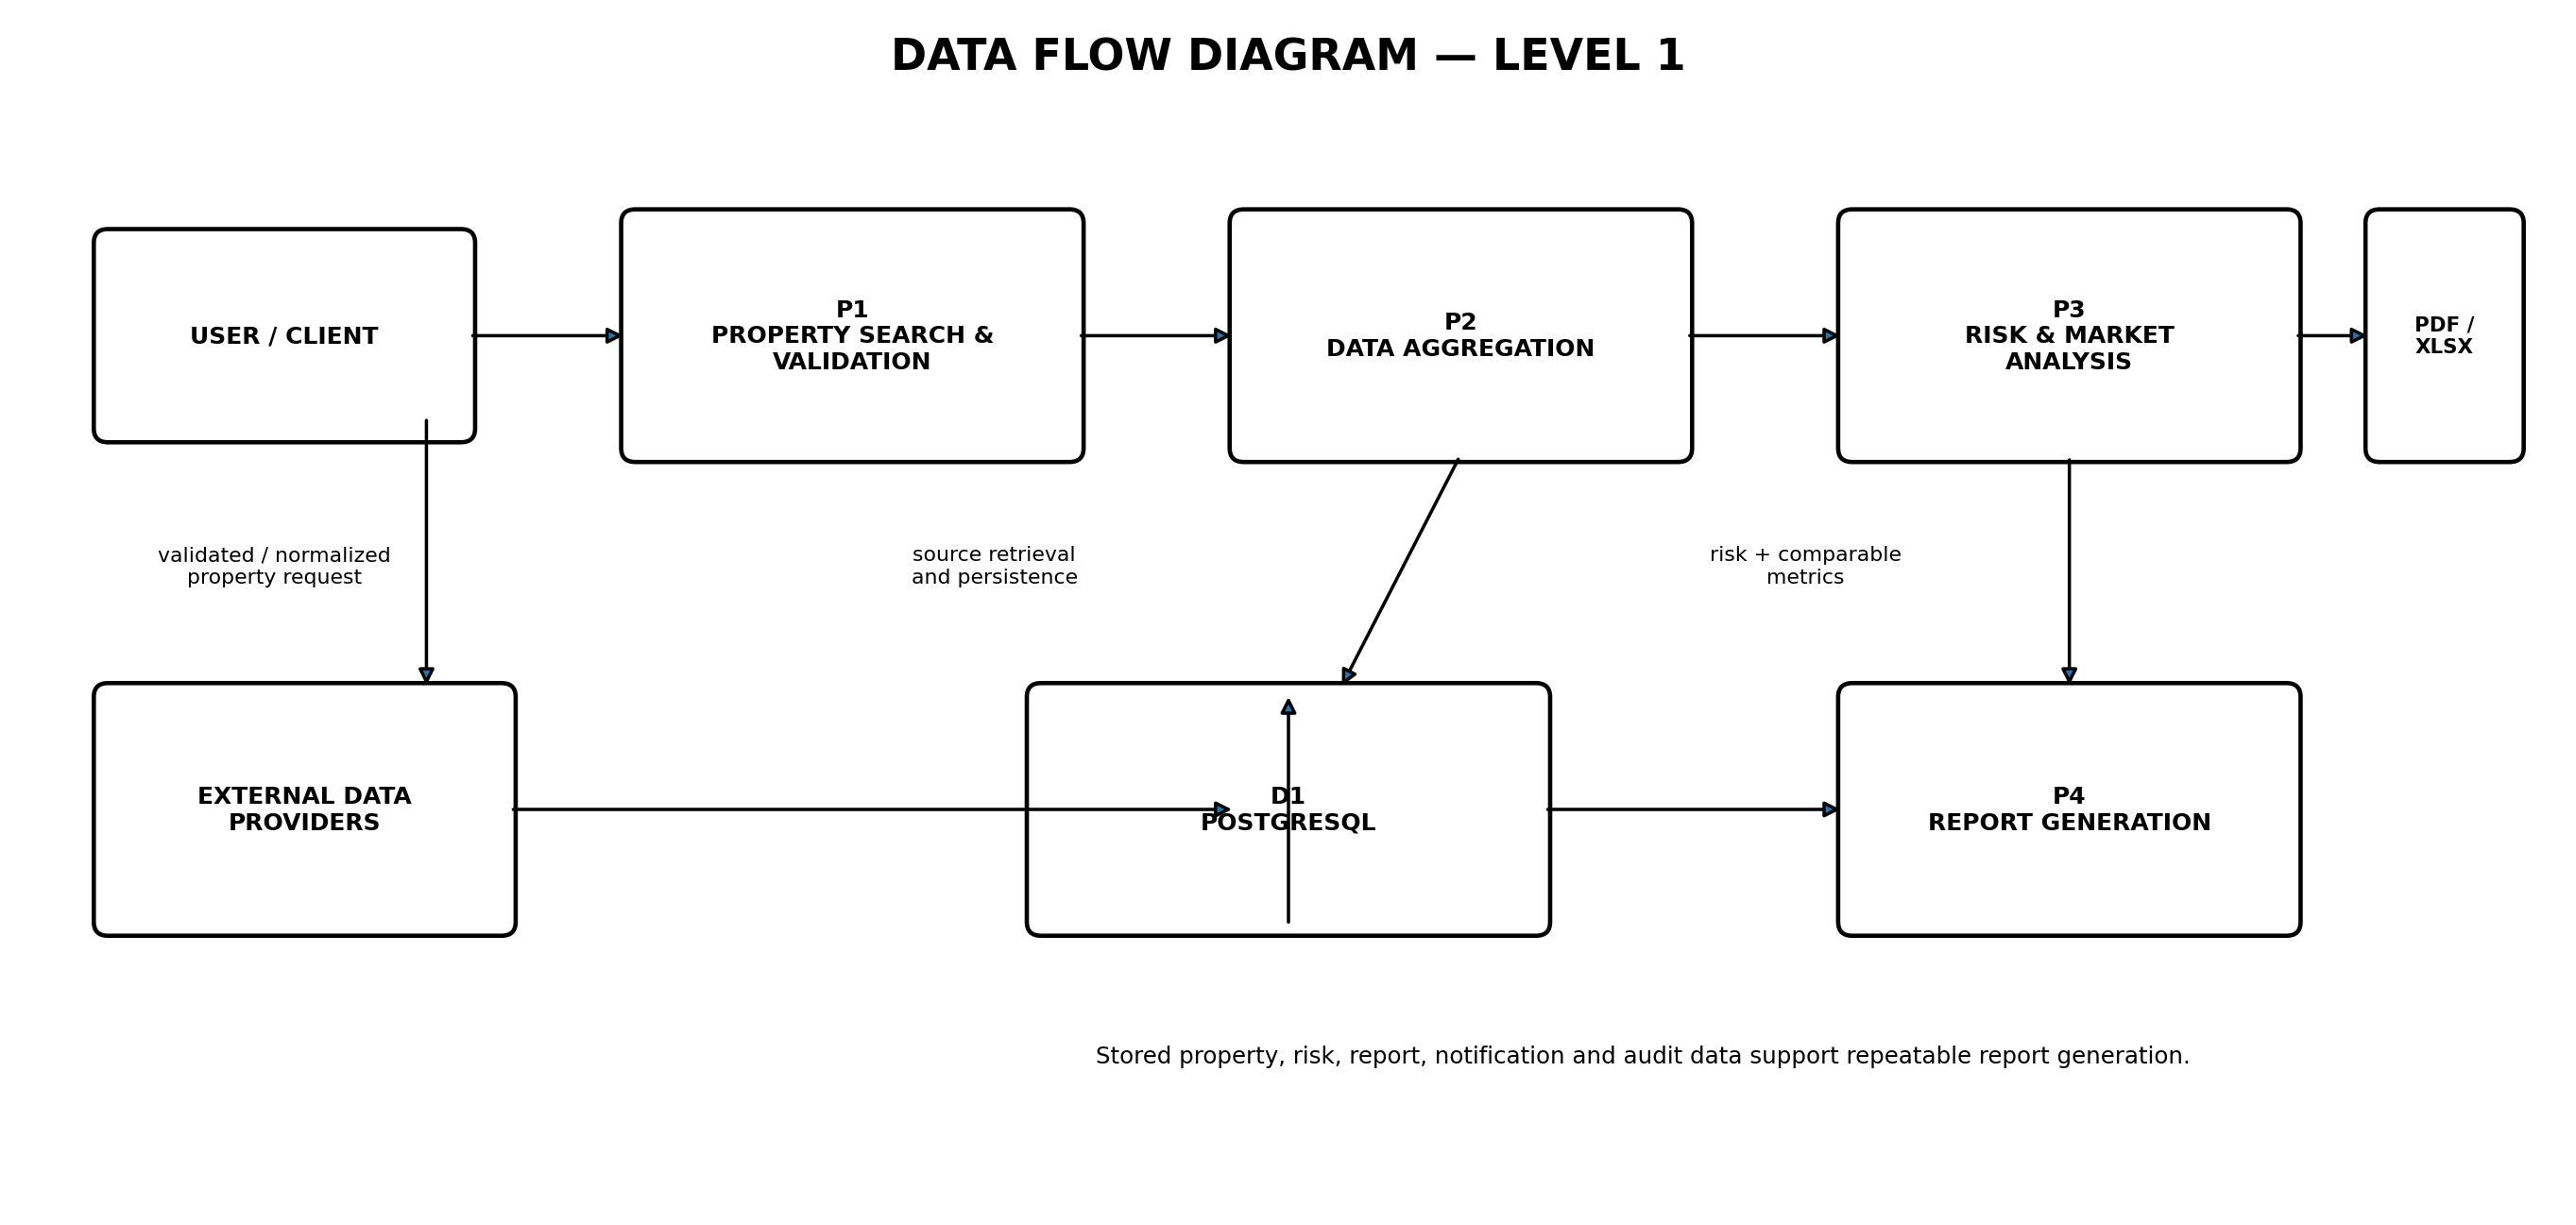 DATA FLOW DIAGRAM — LEVEL 1
USER / CLIENT
P1
PROPERTY SEARCH &
VALIDATION
P2
DATA AGGREGATION
P3
RISK & MARKET
ANALYSIS
PDF /
XLSX
validated / normalized
property request
source retrieval
and persistence
risk + comparable
metrics
EXTERNAL DATA
PROVIDERS
D1
POSTGRESQL
P4
REPORT GENERATION
Stored property, risk, report, notification and audit data support repeatable report generation.